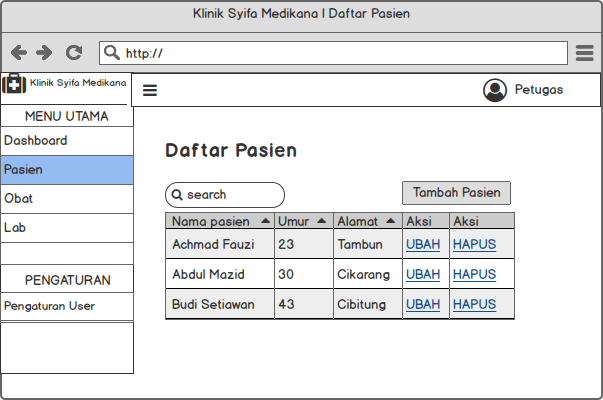 Klinik Syifa Medikana | Daftar Pasien
http://
Klinik Syifa Medikana
Petugas
MENU UTAMA
Dashboard
Pasien
Obat
Lab
PENGATURAN
Pengaturan User
Daftar Pasien
search
Tambah Pasien
Nama pasien Umur Alamat Aksi Aksi
Achmad Fauzi 23 Tambun UBAH HAPUS
Abdul Mazid 30 Cikarang UBAH HAPUS
Budi Setiawan 43 Cibitung UBAH HAPUS